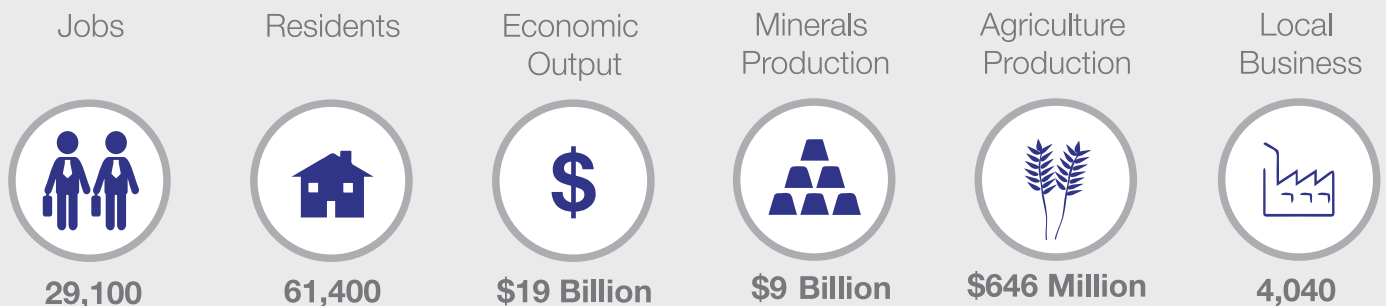 Jobs
Residents
Economic
Output
Minerals
Production
Agriculture
Production
Local
Business
$
29,100
61,400
$19 Billion
$9 Billion
$646 Million
4,040